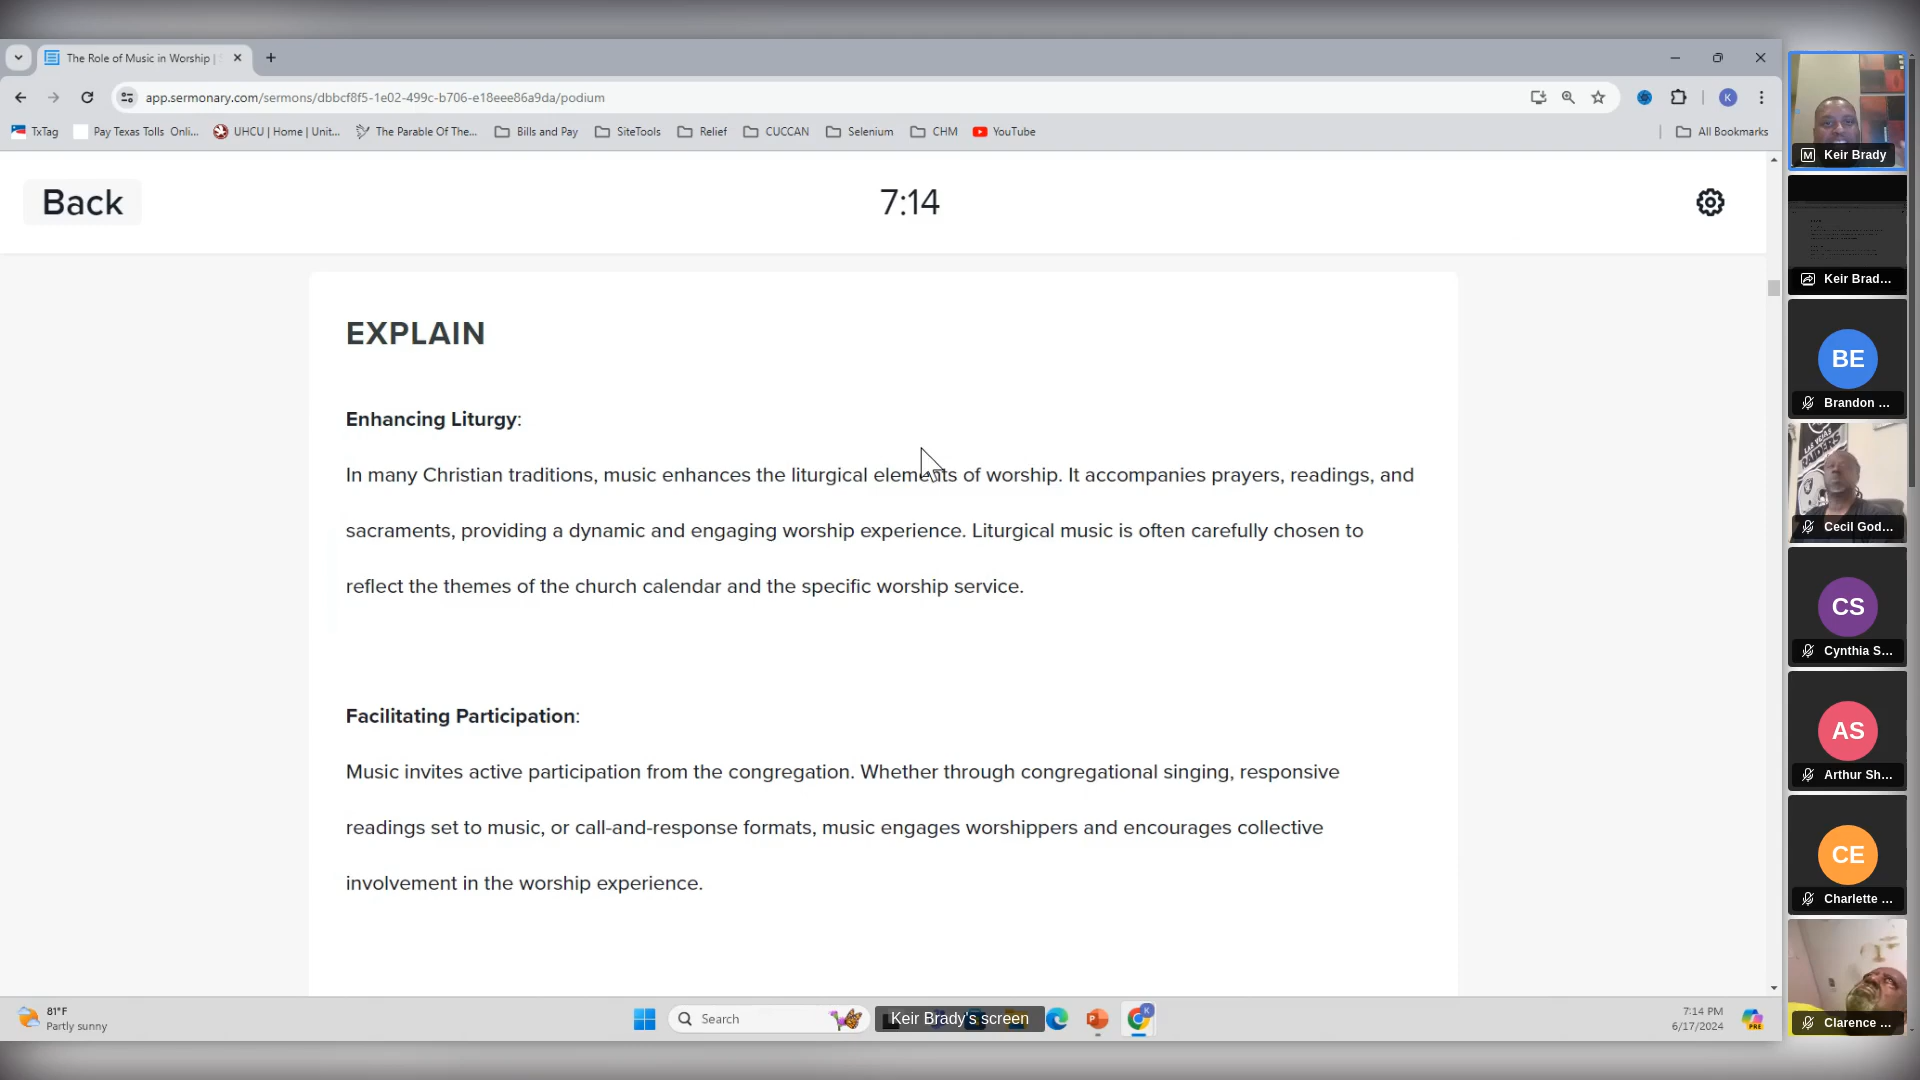 The Role of Music in Worship |
app.sermonary.com/sermons/dbbcf8f5-1e02-499c-b706-e18eee86a9da/podium
K
TxTag
Pay Texas Tolls Onli...
UHCU | Home | Unit...
The Parable Of The...
Bills and Pay
SiteTools
Relief
CUCCAN
Selenium
CHM
YouTube
All Bookmarks
Back
7:14
EXPLAIN
Enhancing Liturgy:
In many Christian traditions, music enhances the liturgical elements of worship. It accompanies prayers, readings, and
sacraments, providing a dynamic and engaging worship experience. Liturgical music is often carefully chosen to
reflect the themes of the church calendar and the specific worship service.
Facilitating Participation:
Music invites active participation from the congregation. Whether through congregational singing, responsive
readings set to music, or call-and-response formats, music engages worshippers and encourages collective
involvement in the worship experience.
81°F
Partly sunny
Search
Keir Brady's screen
K
7:14 PM
6/17/2024
PRE
M
Keir Brady
Keir Brad...
BE
Brandon ...
LAS VEGAS
RAIDERS
Cecil God...
CS
Cynthia S...
AS
Arthur Sh...
CE
Charlette ...
Clarence ...